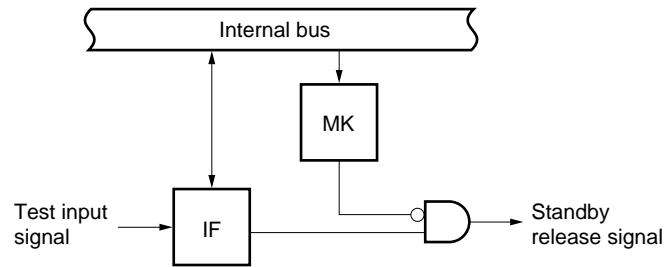 Internal bus
MK
Test input
signal
IF
Standby
release signal